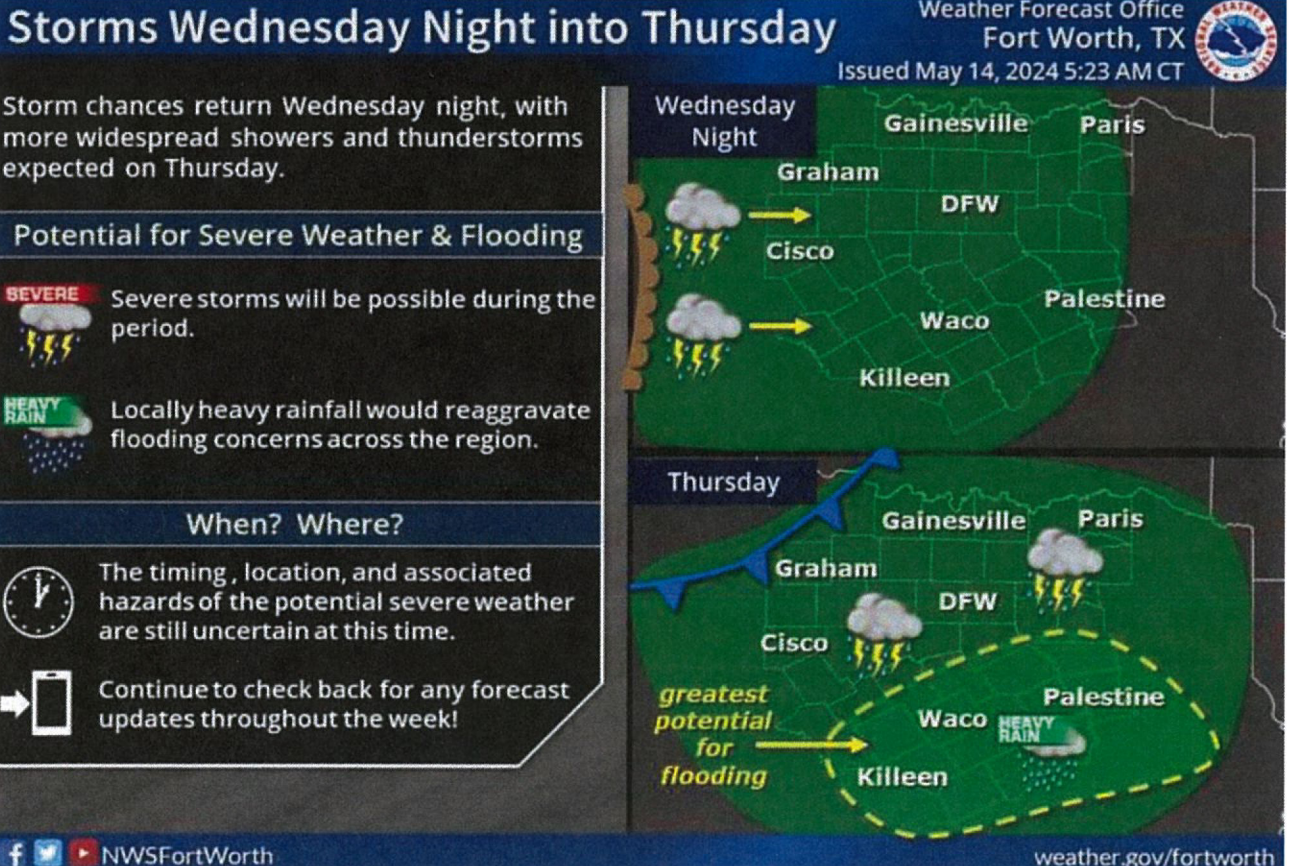 Storms Wednesday Night into Thursday
Weather Forecast Office
Fort Worth, TX
Issued May 14, 2024 5:23 AM CT
NATIONAL WEATHER SERVICE
Storm chances return Wednesday night, with
more widespread showers and thunderstorms
expected on Thursday.
Potential for Severe Weather & Flooding
SEVERE
Severe storms will be possible during the
period.
HEAVY
RAIN
Locally heavy rainfall would reaggravate
flooding concerns across the region.
When? Where?
The timing, location, and associated
hazards of the potential severe weather
are still uncertain at this time.
Continue to check back for any forecast
updates throughout the week!
Wednesday
Night
Gainesville
Paris
Graham
DFW
Cisco
Palestine
Waco
Killeen
Thursday
Gainesville
Paris
Graham
DFW
Cisco
greatest
potential
for
flooding
Palestine
Waco
HEAVY
RAIN
Killeen
NWSFortWorth
weather.gov/fortworth